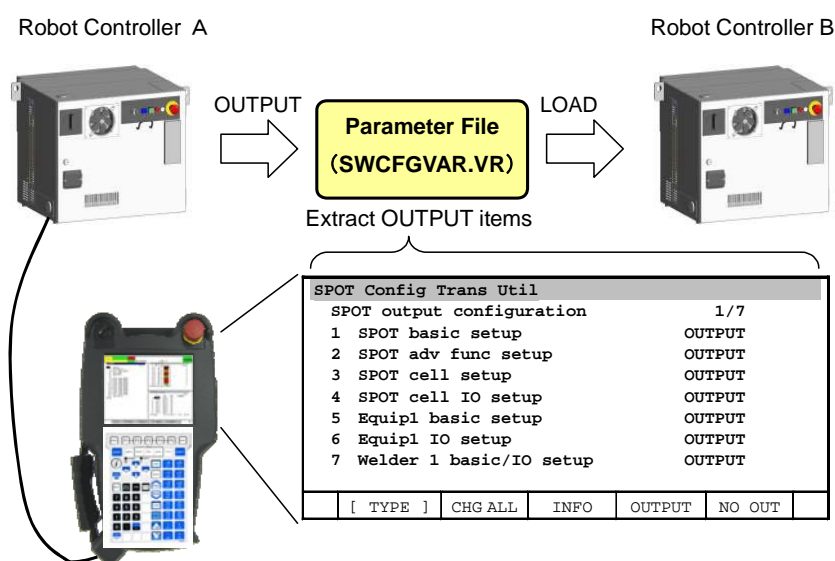 Robot Controller A
Robot Controller B
OUTPUT
LOAD
Parameter File
（SWCFGVAR.VR）
Extract OUTPUT items
SPOT Config Trans Util
SPOT output configuration 1/7
1 SPOT basic setup OUTPUT
2 SPOT adv func setup OUTPUT
3 SPOT cell setup OUTPUT
4 SPOT cell IO setup OUTPUT
5 Equip1 basic setup OUTPUT
6 Equip1 IO setup OUTPUT
7 Welder 1 basic/IO setup OUTPUT
[ TYPE ] CHG ALL INFO OUTPUT NO OUT